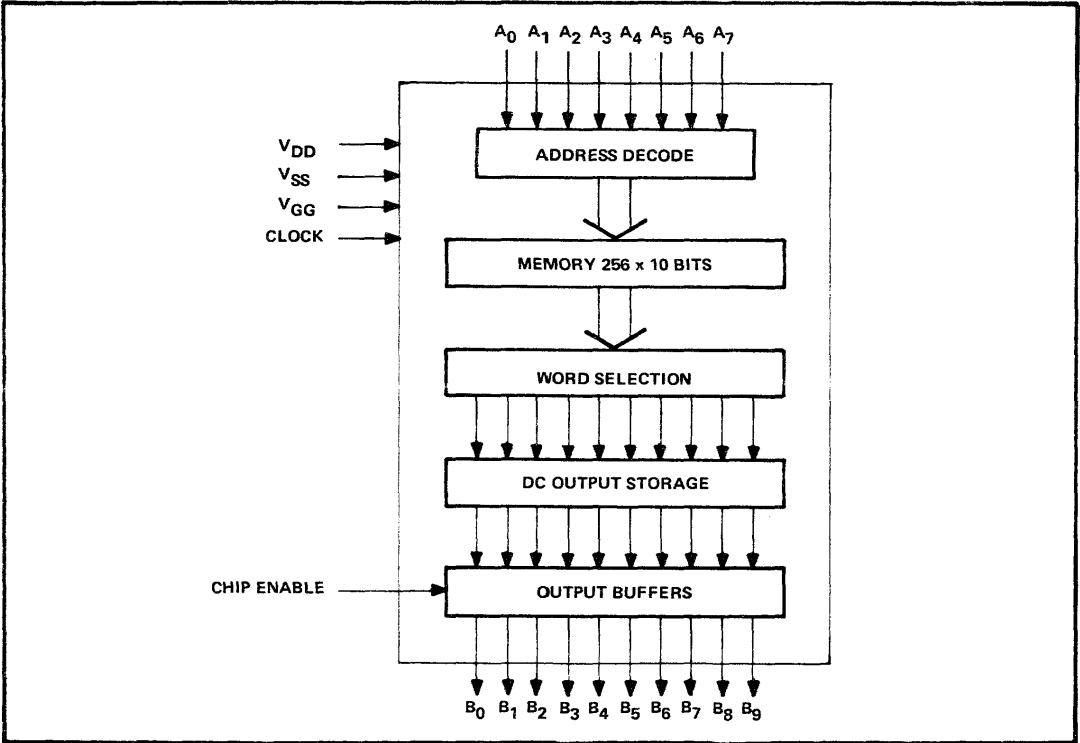 A0 A1 A2 A3 A4 A5 A6 A7
ADDRESS DECODE
VDD
VSS
VGG
CLOCK
MEMORY 256 x 10 BITS
WORD SELECTION
DC OUTPUT STORAGE
CHIP ENABLE
OUTPUT BUFFERS
B0 B1 B2 B3 B4 B5 B6 B7 B8 B9